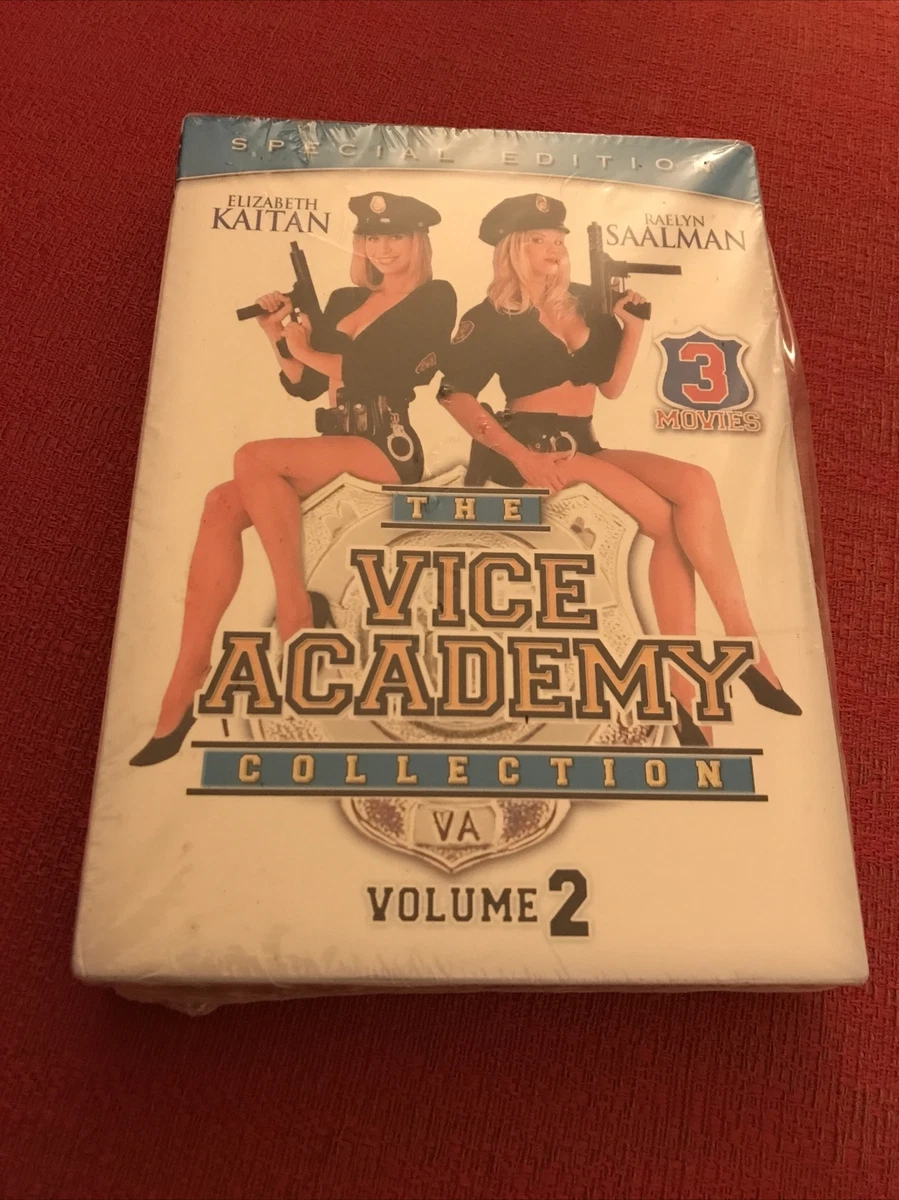 SPECIAL EDITION
ELIZABETH
KAITAN
RAELYN
SAALMAN
3
MOVIES
THE
VICE
ACADEMY
COLLECTION
VA
VOLUME 2